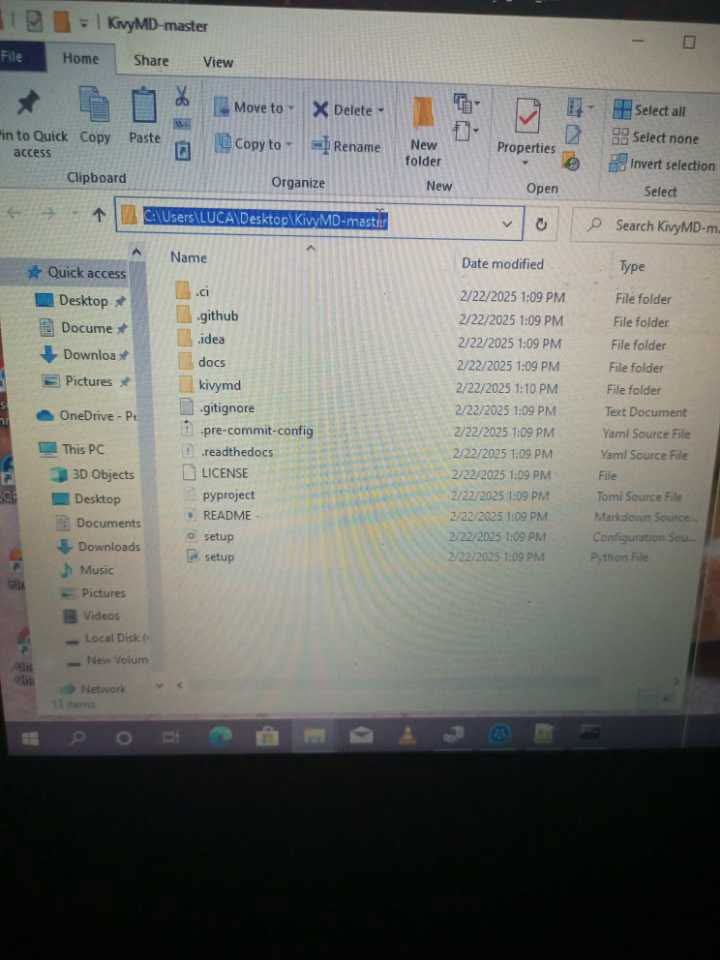 KivyMD-master
File
Home
Share
View
Pin to Quick access
Copy
Paste
Clipboard
Move to
Copy to
Delete
Rename
Organize
New folder
New
Properties
Open
Select all
Select none
Invert selection
Select
C:\Users\LUCA\Desktop\KivyMD-master
Search KivyMD-m
Name
Date modified
Type
Quick access
Desktop
Docume
Downloa
Pictures
OneDrive - Pe
This PC
3D Objects
Desktop
Documents
Downloads
Music
Pictures
Videos
Local Disk (
New Volum
Network
13 items
.ci 2/22/2025 1:09 PM File folder
.github 2/22/2025 1:09 PM File folder
.idea 2/22/2025 1:09 PM File folder
docs 2/22/2025 1:09 PM File folder
kivymd 2/22/2025 1:10 PM File folder
.gitignore 2/22/2025 1:09 PM Text Document
.pre-commit-config 2/22/2025 1:09 PM Yaml Source File
.readthedocs 2/22/2025 1:09 PM Yaml Source File
LICENSE 2/22/2025 1:09 PM File
pyproject 2/22/2025 1:09 PM Toml Source File
README 2/22/2025 1:09 PM Markdown Source...
setup 2/22/2025 1:09 PM Configuration Sou...
setup 2/22/2025 1:09 PM Python File